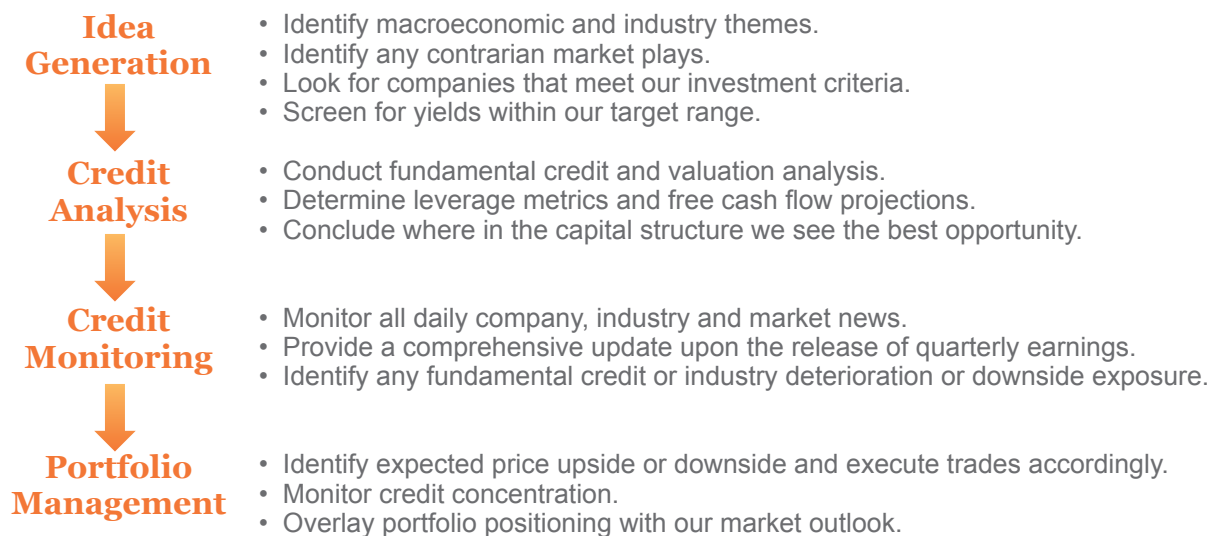 Idea
Generation
• Identify macroeconomic and industry themes.
• Identify any contrarian market plays.
• Look for companies that meet our investment criteria.
• Screen for yields within our target range.
Credit
Analysis
• Conduct fundamental credit and valuation analysis.
• Determine leverage metrics and free cash flow projections.
• Conclude where in the capital structure we see the best opportunity.
Credit
Monitoring
• Monitor all daily company, industry and market news.
• Provide a comprehensive update upon the release of quarterly earnings.
• Identify any fundamental credit or industry deterioration or downside exposure.
Portfolio
Management
• Identify expected price upside or downside and execute trades accordingly.
• Monitor credit concentration.
• Overlay portfolio positioning with our market outlook.